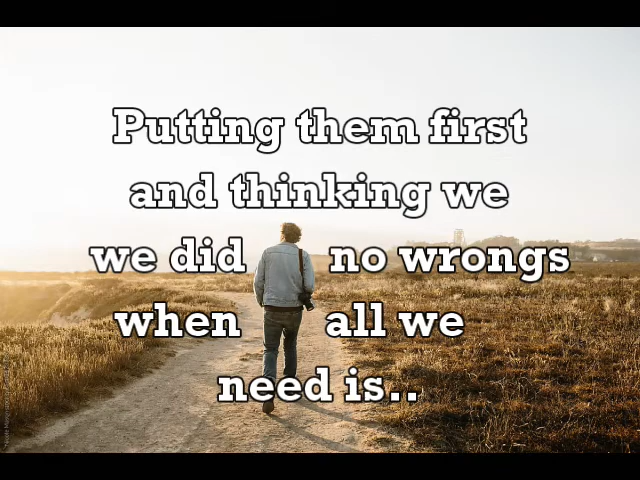 Putting them first
and thinking we
we did no wrongs
when all we
need is..